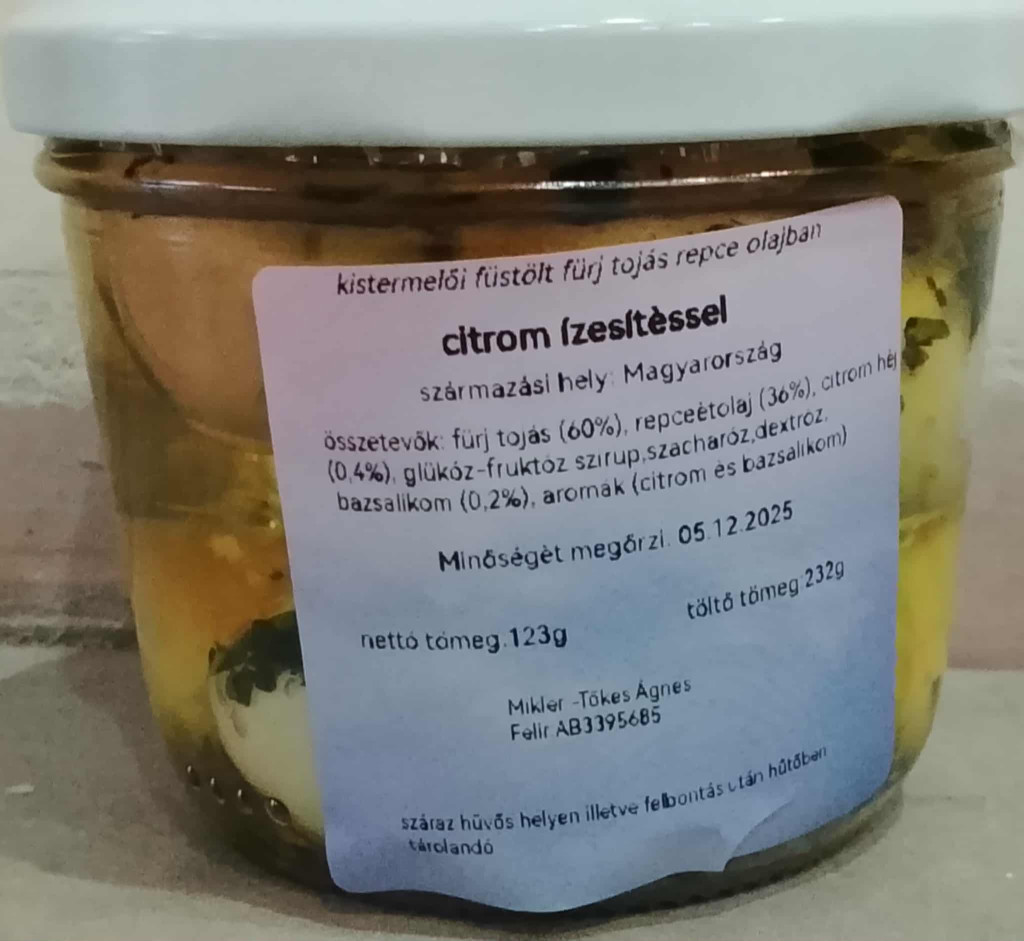 kistermelői füstölt fürj tojás repce olajban
citrom ízesítèssel
származási hely: Magyarország
összetevők: fürj tojás (60%), repceètolaj (36%), citrom héj
(0,4%), glükóz-fruktóz szirup,szacharóz,dextróz,
bazsalikom (0,2%), aromák (citrom és bazsalikom)
Minőségèt megőrzi: 05.12.2025
töltő tömeg:232g
nettó tömeg:123g
Mikler -Tőkes Ágnes
Felir:AB3395685
száraz hűvös helyen illetve felbontás után hűtőben
tárolandó